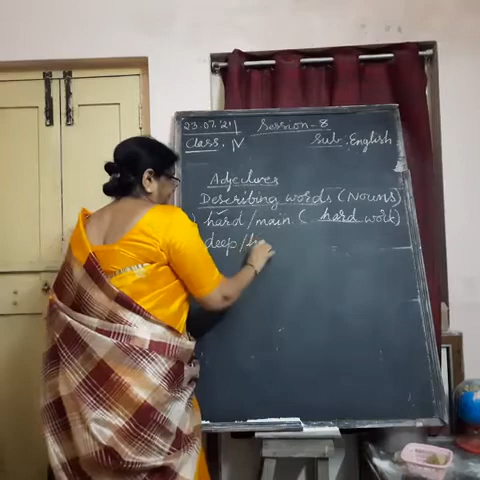 23.07.21 Session - 8
Class. IV Sub: English
Adjectives
Describing words (Nouns)
) hard / main. ( hard work)
deep /